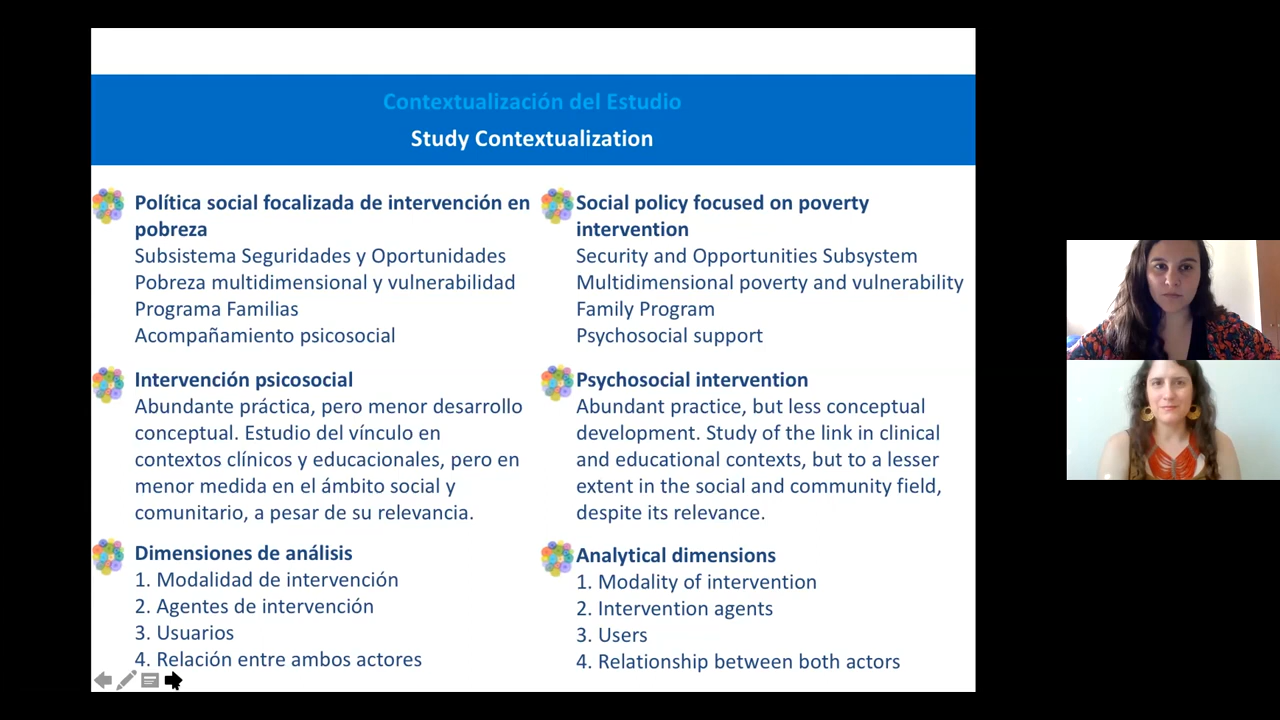 Contextualización del Estudio
Study Contextualization
Política social focalizada de intervención en
pobreza
Subsistema Seguridades y Oportunidades
Pobreza multidimensional y vulnerabilidad
Programa Familias
Acompañamiento psicosocial
Intervención psicosocial
Abundante práctica, pero menor desarrollo
conceptual. Estudio del vínculo en
contextos clínicos y educacionales, pero en
menor medida en el ámbito social y
comunitario, a pesar de su relevancia.
Dimensiones de análisis
1. Modalidad de intervención
2. Agentes de intervención
3. Usuarios
4. Relación entre ambos actores
Social policy focused on poverty
intervention
Security and Opportunities Subsystem
Multidimensional poverty and vulnerability
Family Program
Psychosocial support
Psychosocial intervention
Abundant practice, but less conceptual
development. Study of the link in clinical
and educational contexts, but to a lesser
extent in the social and community field,
despite its relevance.
Analytical dimensions
1. Modality of intervention
2. Intervention agents
3. Users
4. Relationship between both actors